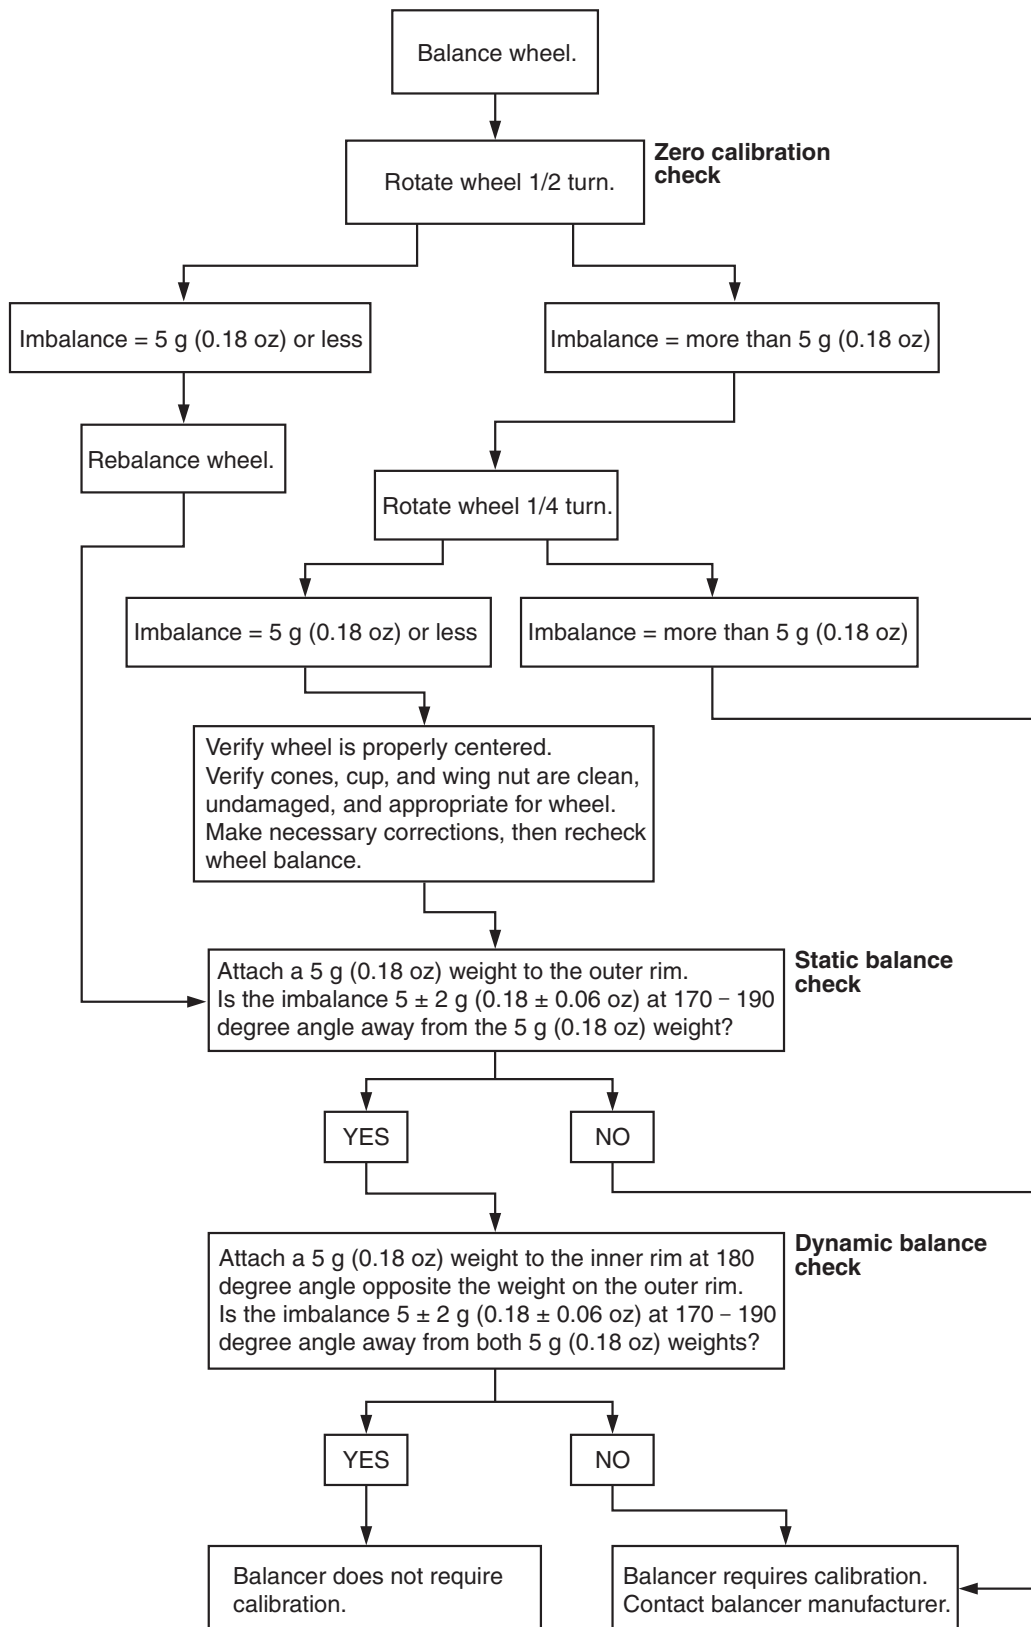 Balance wheel.
Zero calibration
check
Rotate wheel 1/2 turn.
Imbalance = 5 g (0.18 oz) or less
Imbalance = more than 5 g (0.18 oz)
Rebalance wheel.
Rotate wheel 1/4 turn.
Imbalance = 5 g (0.18 oz) or less
Imbalance = more than 5 g (0.18 oz)
Verify wheel is properly centered.
Verify cones, cup, and wing nut are clean,
undamaged, and appropriate for wheel.
Make necessary corrections, then recheck
wheel balance.
Static balance
check
Attach a 5 g (0.18 oz) weight to the outer rim.
Is the imbalance 5 ± 2 g (0.18 ± 0.06 oz) at 170 – 190
degree angle away from the 5 g (0.18 oz) weight?
YES
NO
Dynamic balance
check
Attach a 5 g (0.18 oz) weight to the inner rim at 180
degree angle opposite the weight on the outer rim.
Is the imbalance 5 ± 2 g (0.18 ± 0.06 oz) at 170 – 190
degree angle away from both 5 g (0.18 oz) weights?
YES
NO
Balancer does not require
calibration.
Balancer requires calibration.
Contact balancer manufacturer.